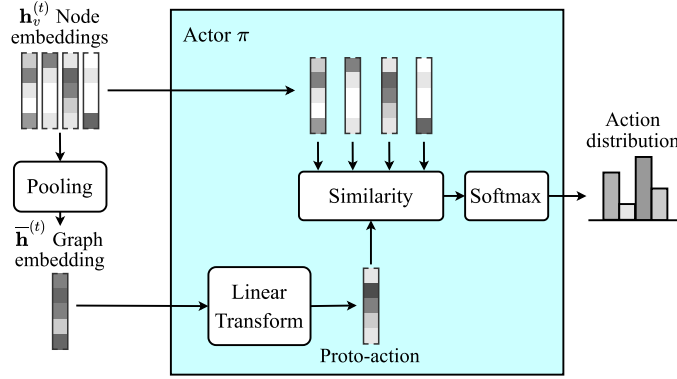 𝐡_v^(t) Node
embeddings
Actor π
Pooling
Similarity
Softmax
Action
distribution
𝐡̅^(t) Graph
embedding
Linear
Transform
Proto-action